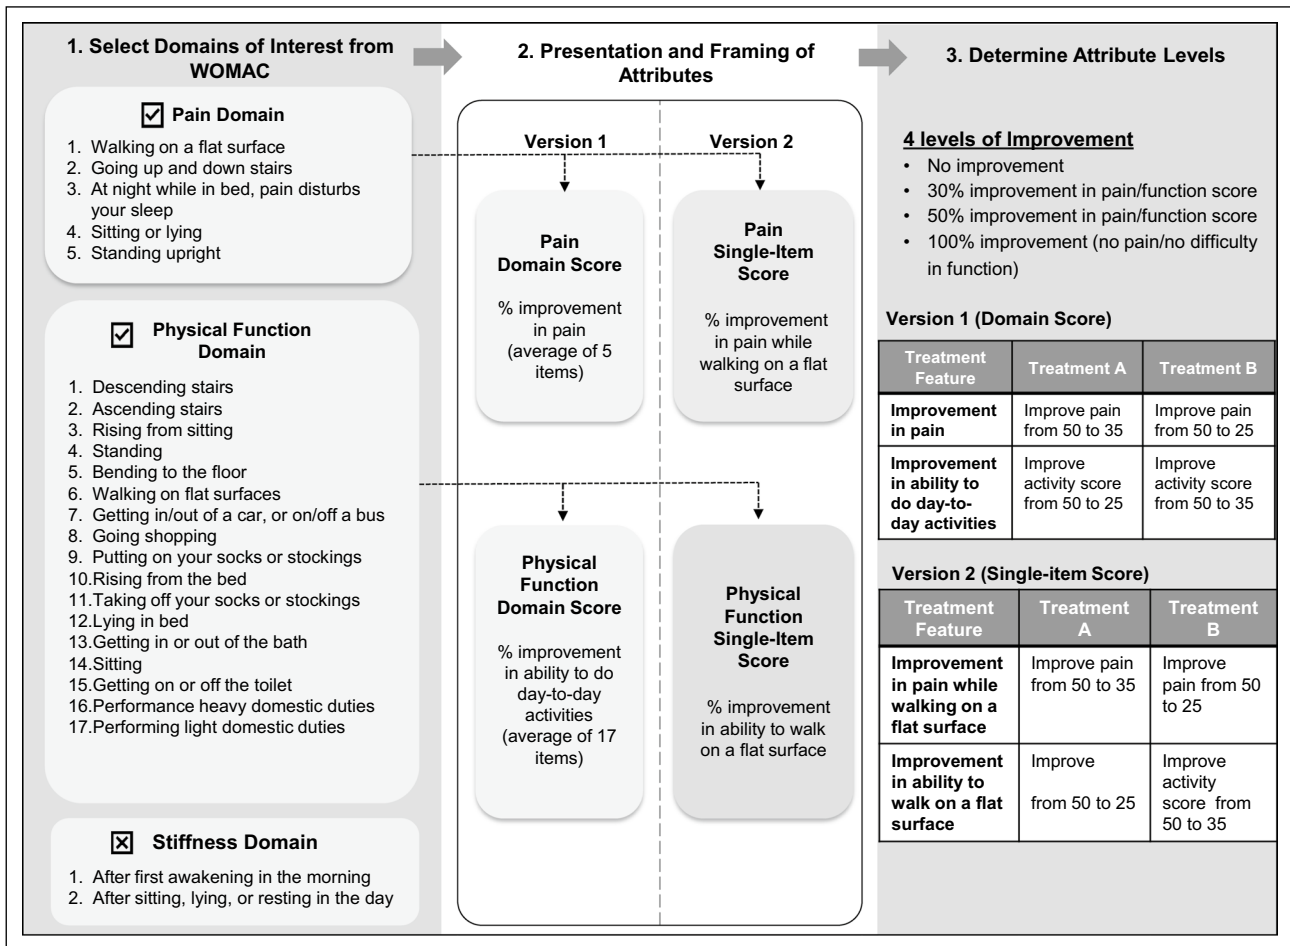 1. Select Domains of Interest from
WOMAC
Pain Domain
1. Walking on a flat surface
2. Going up and down stairs
3. At night while in bed, pain disturbs
your sleep
4. Sitting or lying
5. Standing upright
Physical Function
Domain
1. Descending stairs
2. Ascending stairs
3. Rising from sitting
4. Standing
5. Bending to the floor
6. Walking on flat surfaces
7. Getting in/out of a car, or on/off a bus
8. Going shopping
9. Putting on your socks or stockings
10.Rising from the bed
11.Taking off your socks or stockings
12.Lying in bed
13.Getting in or out of the bath
14.Sitting
15.Getting on or off the toilet
16.Performance heavy domestic duties
17.Performing light domestic duties
Stiffness Domain
1. After first awakening in the morning
2. After sitting, lying, or resting in the day
2. Presentation and Framing of
Attributes
Version 1
Pain
Domain Score
% improvement
in pain
(average of 5
items)
Physical
Function
Domain Score
% improvement
in ability to do
day-to-day
activities
(average of 17
items)
Version 2
Pain
Single-Item
Score
% improvement
in pain while
walking on a flat
surface
Physical
Function
Single-Item
Score
% improvement
in ability to walk
on a flat surface
3. Determine Attribute Levels
4 levels of Improvement
• No improvement
• 30% improvement in pain/function score
• 50% improvement in pain/function score
• 100% improvement (no pain/no difficulty
in function)
Version 1 (Domain Score)
Treatment
Feature
Treatment A
Treatment B
Improvement
in pain
Improve pain
from 50 to 35
Improve pain
from 50 to 25
Improvement
in ability to
do day-to-
day activities
Improve
activity score
from 50 to 25
Improve
activity score
from 50 to 35
Version 2 (Single-item Score)
Treatment
Feature
Treatment
A
Treatment
B
Improvement
in pain while
walking on a
flat surface
Improve pain
from 50 to 35
Improve
pain from 50
to 25
Improvement
in ability to
walk on a flat
surface
Improve
from 50 to 25
Improve
activity
score from
50 to 35